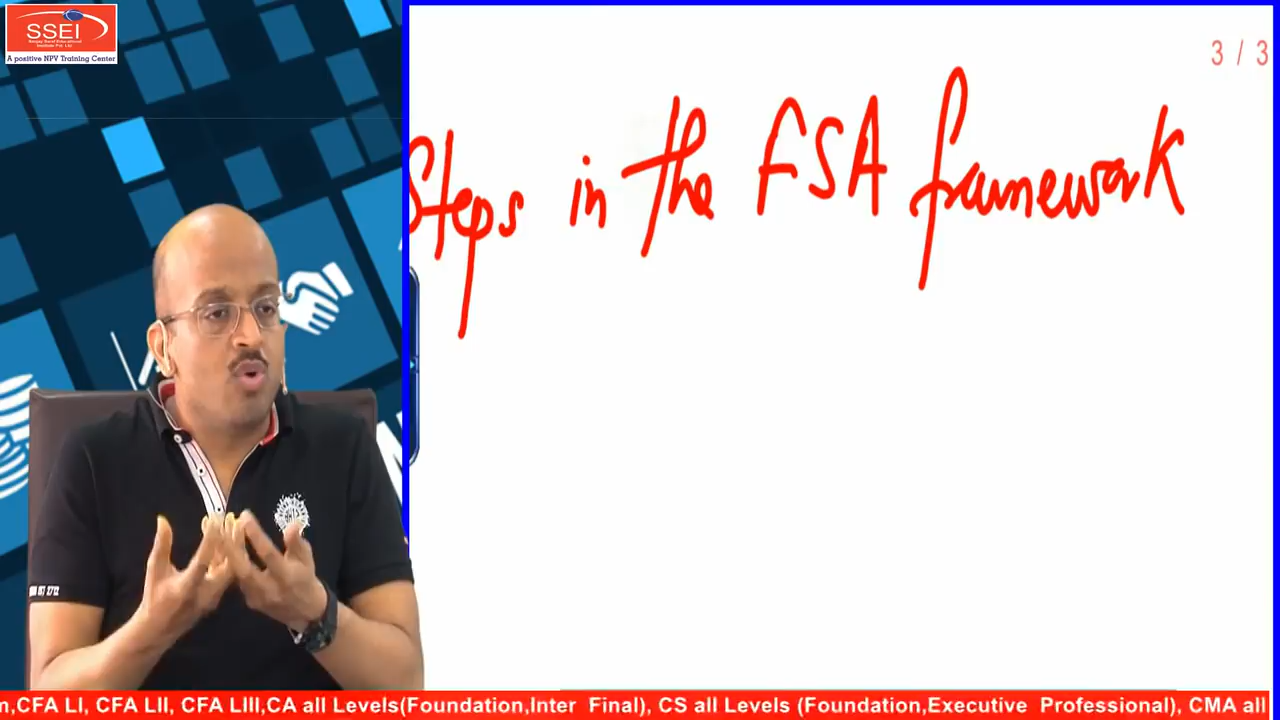 SSEI
A positive NPV Training Center
3 / 3
Steps in the FSA framework
m,CFA LI, CFA LII, CFA LIII,CA all Levels(Foundation,Inter Final), CS all Levels (Foundation,Executive Professional), CMA all